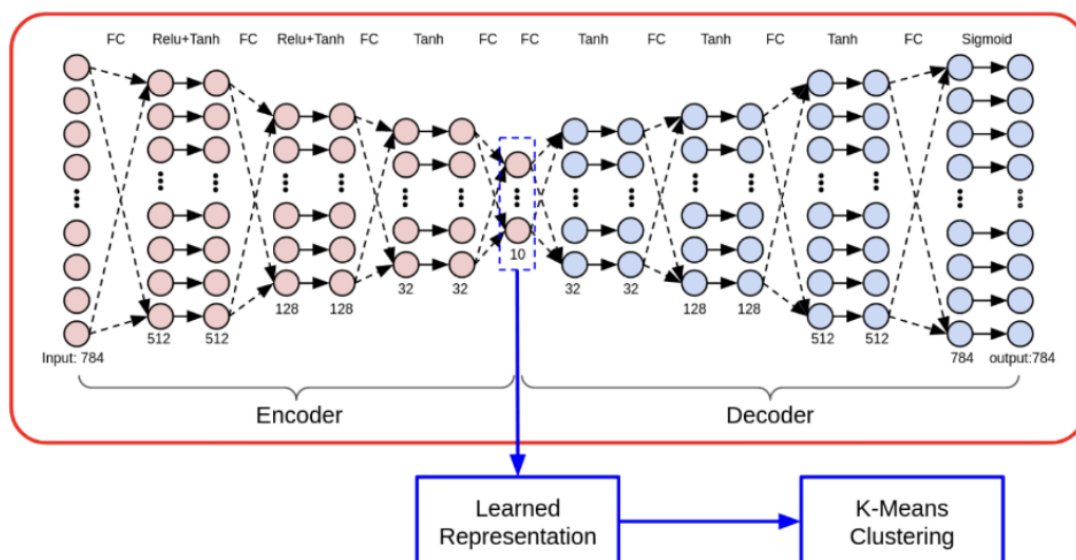 FC Relu+Tanh FC Relu+Tanh FC Tanh FC FC Tanh FC Tanh FC Tanh FC Sigmoid
10
32 32 32 32
128 128 128 128
512 512 512 512
Input: 784 784 output:784
Encoder Decoder
Learned K-Means
Representation Clustering